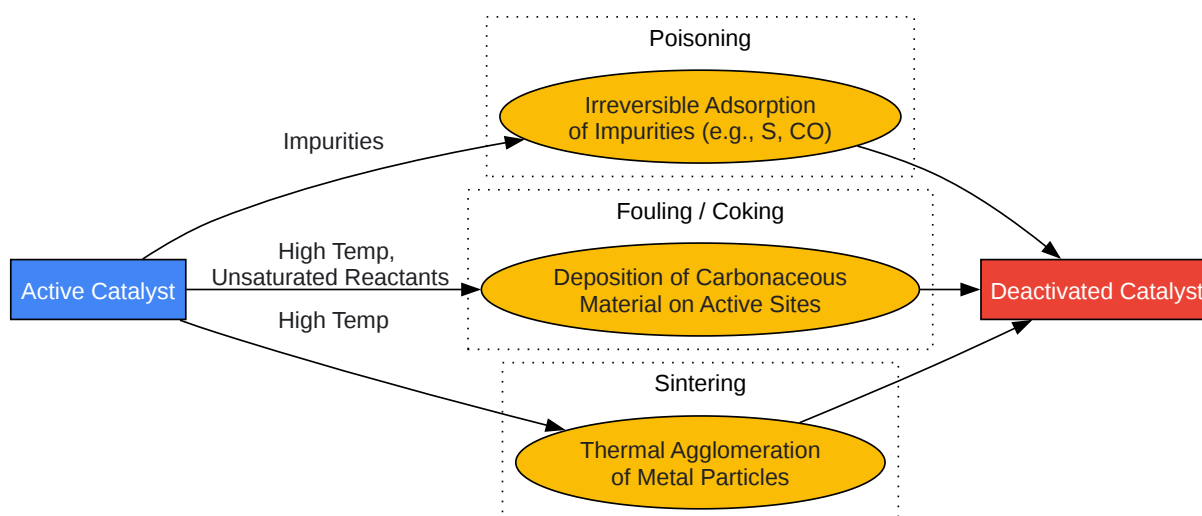 Poisoning
Irreversible Adsorption
of Impurities (e.g., S, CO)
Impurities
Fouling / Coking
High Temp,
Unsaturated Reactants
Active Catalyst
Deposition of Carbonaceous
Material on Active Sites
Deactivated Catalyst
High Temp
Sintering
Thermal Agglomeration
of Metal Particles